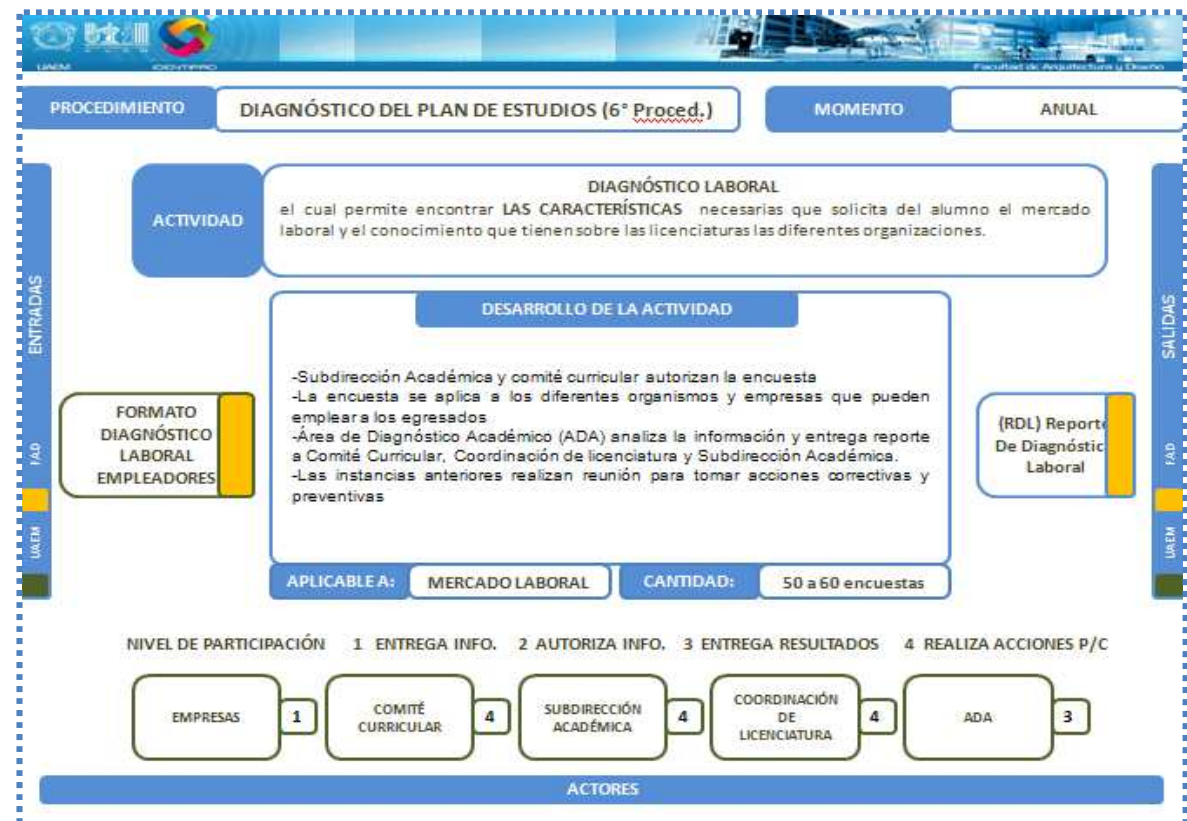 UAEM
IDENTIPRO
Facultad de Arquitectura y Diseño
PROCEDIMIENTO
DIAGNÓSTICO DEL PLAN DE ESTUDIOS (6° Proced.)
MOMENTO
ANUAL
ACTIVIDAD
DIAGNÓSTICO LABORAL
el cual permite encontrar LAS CARACTERÍSTICAS necesarias que solicita del alumno el mercado
laboral y el conocimiento que tienen sobre las licenciaturas las diferentes organizaciones.
ENTRADAS
FAD
UAEM
FORMATO
DIAGNÓSTICO
LABORAL
EMPLEADORES
DESARROLLO DE LA ACTIVIDAD
-Subdirección Académica y comité curricular autorizan la encuesta
-La encuesta se aplica a los diferentes organismos y empresas que pueden
emplear a los egresados
-Área de Diagnóstico Académico (ADA) analiza la información y entrega reporte
a Comité Curricular, Coordinación de licenciatura y Subdirección Académica.
-Las instancias anteriores realizan reunión para tomar acciones correctivas y
preventivas
APLICABLE A:
MERCADO LABORAL
CANTIDAD:
50 a 60 encuestas
(RDL) Reporte
De Diagnóstic
Laboral
SALIDAS
FAD
UAEM
NIVEL DE PARTICIPACIÓN 1 ENTREGA INFO. 2 AUTORIZA INFO. 3 ENTREGA RESULTADOS 4 REALIZA ACCIONES P/C
EMPRESAS
1
COMITÉ
CURRICULAR
4
SUBDIRECCIÓN
ACADÉMICA
4
COORDINACIÓN
DE
LICENCIATURA
4
ADA
3
ACTORES